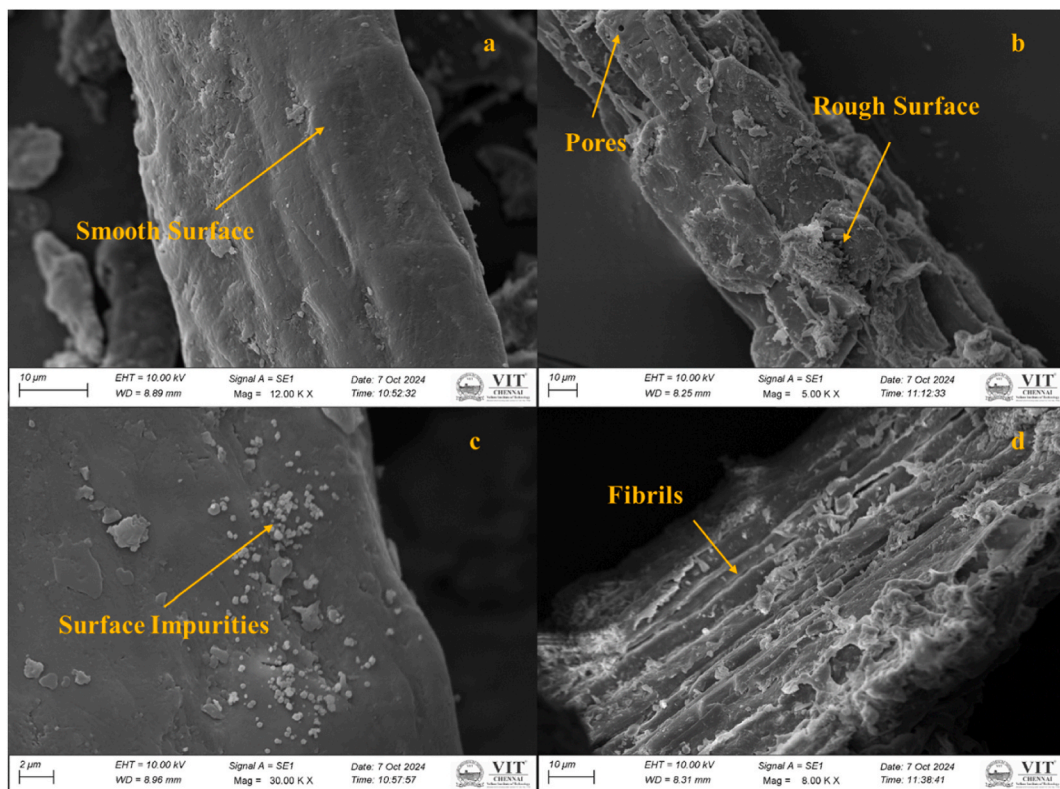 a
Smooth Surface
10 µm
EHT = 10.00 kV
WD = 8.89 mm
Signal A = SE1
Mag = 12.00 K X
Date: 7 Oct 2024
Time: 10:52:32
VIT
CHENNAI
b
Pores
Rough Surface
10 µm
EHT = 10.00 kV
WD = 8.25 mm
Signal A = SE1
Mag = 5.00 K X
Date: 7 Oct 2024
Time: 11:12:33
VIT
CHENNAI
c
Surface Impurities
2 µm
EHT = 10.00 kV
WD = 8.96 mm
Signal A = SE1
Mag = 30.00 K X
Date: 7 Oct 2024
Time: 10:57:57
VIT
CHENNAI
d
Fibrils
10 µm
EHT = 10.00 kV
WD = 8.31 mm
Signal A = SE1
Mag = 8.00 K X
Date: 7 Oct 2024
Time: 11:38:41
VIT
CHENNAI